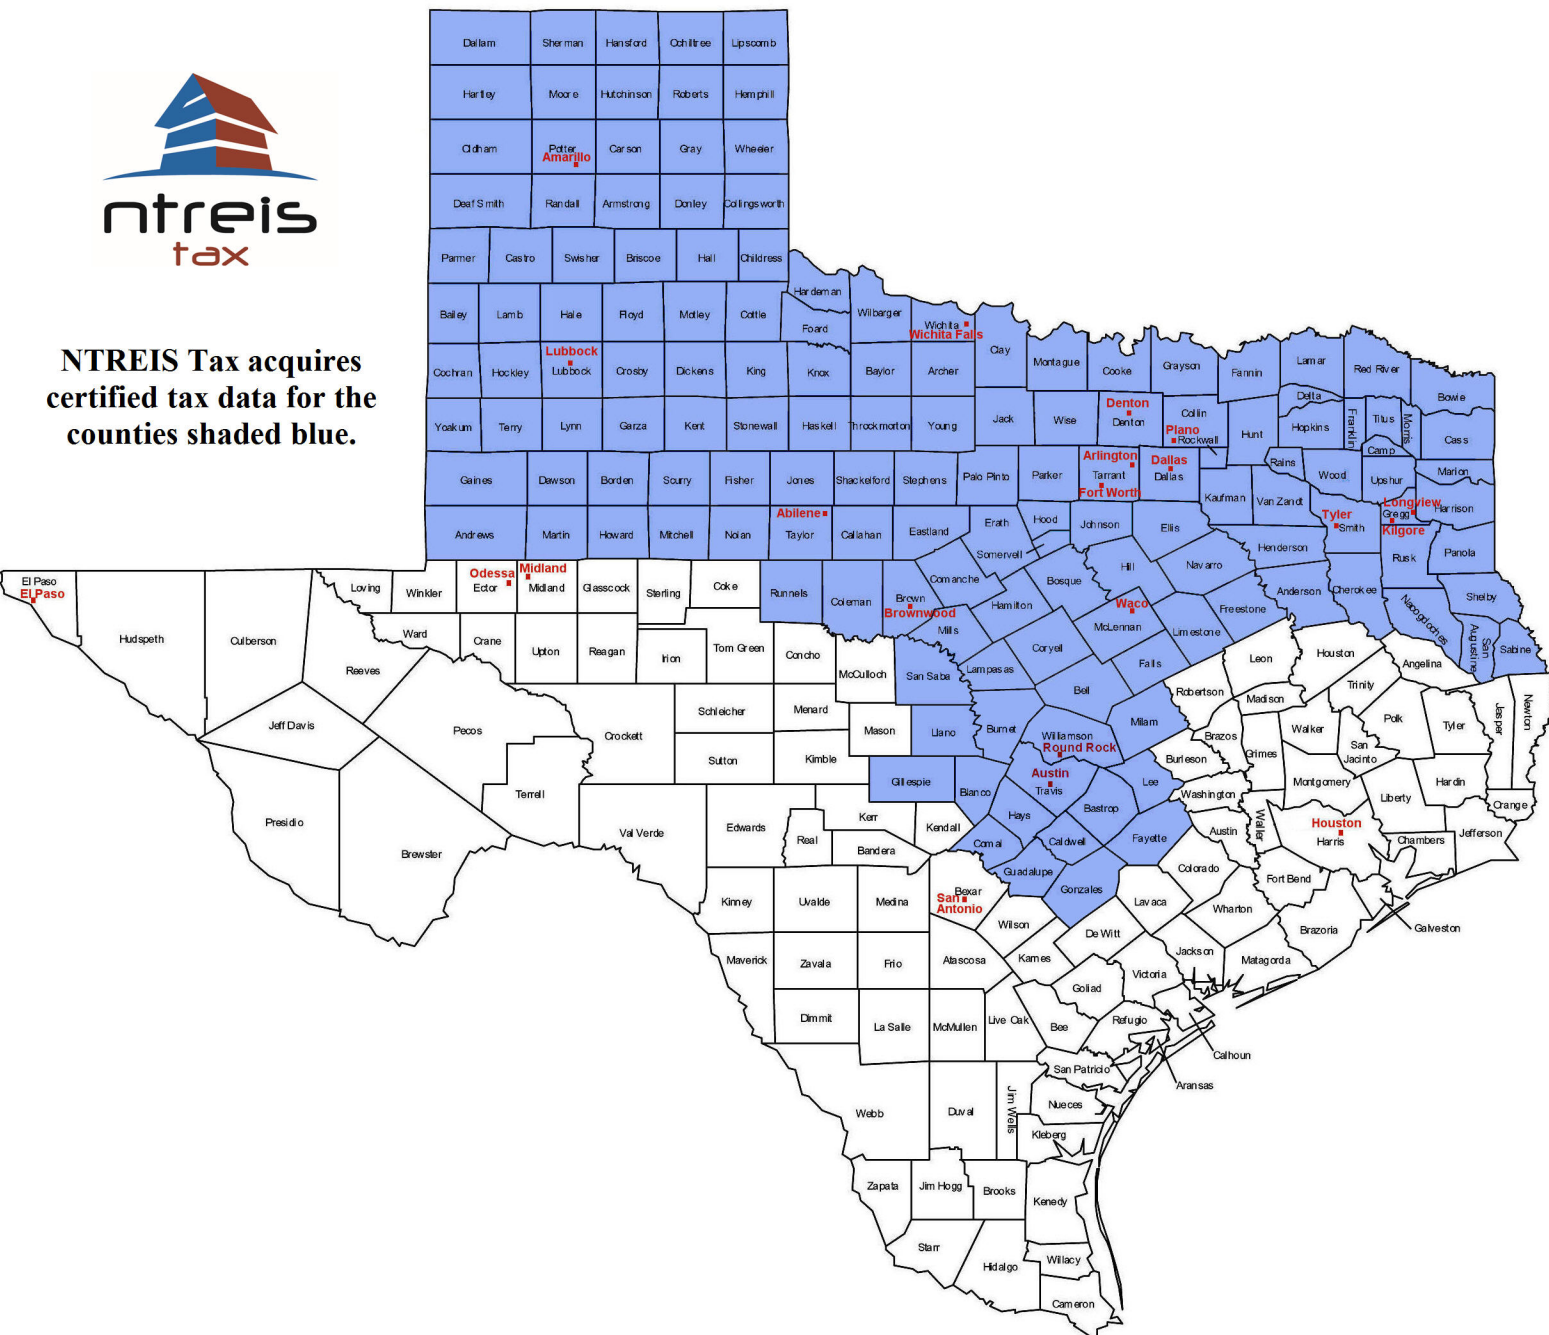 Dallam
Sherman
Hansford
Ochiltree
Lipscomb
Hartley
Moore
Hutchinson
Roberts
Hemphill
ntreis
tax
Oldham
Potter
Amarillo
Carson
Gray
Wheeler
Deaf Smith
Randall
Armstrong
Donley
Collingsworth
Parmer
Castro
Swisher
Briscoe
Hall
Childress
NTREIS Tax acquires
certified tax data for the
counties shaded blue.
Bailey
Lamb
Hale
Floyd
Motley
Cottle
Hardeman
Foard
Wilbarger
Wichita
Wichita Falls
Clay
Montague
Cooke
Grayson
Fannin
Lamar
Red River
Bowie
Cochran
Hockley
Lubbock
Lubbock
Crosby
Dickens
King
Knox
Baylor
Archer
Yoakum
Terry
Lynn
Garza
Kent
Stonewall
Haskell
Throckmorton
Young
Jack
Wise
Denton
Denton
Collin
Plano
Rockwall
Hunt
Delta
Hopkins
Franklin
Titus
Morris
Camp
Cass
Gaines
Dawson
Borden
Scurry
Fisher
Jones
Shackelford
Stephens
Palo Pinto
Parker
Arlington
Tarrant
Fort Worth
Dallas
Dallas
Kaufman
Rains
Van Zandt
Wood
Upshur
Marion
Longview
Gregg
Kilgore
Harrison
Tyler
Smith
Andrews
Martin
Howard
Mitchell
Nolan
Abilene
Taylor
Callahan
Eastland
Erath
Hood
Johnson
Ellis
Somervell
Henderson
Rusk
Panola
El Paso
El Paso
Hudspeth
Culberson
Loving
Winkler
Odessa
Ector
Midland
Midland
Glasscock
Sterling
Coke
Runnels
Coleman
Brown
Brownwood
Comanche
Mills
Hamilton
Bosque
Hill
Navarro
Waco
McLennan
Freestone
Limestone
Anderson
Cherokee
Nacogdoches
Shelby
San
Augustine
Sabine
Ward
Crane
Reeves
Upton
Reagan
Irion
Tom Green
Concho
McCulloch
San Saba
Lampasas
Coryell
Falls
Bell
Leon
Houston
Angelina
Robertson
Madison
Trinity
Jeff Davis
Pecos
Crockett
Schleicher
Menard
Mason
Llano
Burnet
Williamson
Round Rock
Milam
Brazos
Grimes
Walker
San
Jacinto
Polk
Tyler
Jasper
Newton
Sutton
Kimble
Gillespie
Blanco
Austin
Travis
Lee
Burleson
Washington
Montgomery
Liberty
Hardin
Orange
Terrell
Presidio
Brewster
Val Verde
Edwards
Real
Kerr
Bandera
Kendall
Comal
Hays
Caldwell
Bastrop
Fayette
Austin
Waller
Houston
Harris
Chambers
Jefferson
Guadalupe
Gonzales
Colorado
Fort Bend
Kinney
Uvalde
Medina
Bexar
San
Antonio
Wilson
Lavaca
Wharton
Brazoria
Galveston
De Witt
Maverick
Zavala
Frio
Atascosa
Karnes
Victoria
Jackson
Matagorda
Goliad
Dimmit
La Salle
McMullen
Live Oak
Bee
Refugio
Calhoun
San Patricio
Aransas
Webb
Duval
Jim Wells
Nueces
Kleberg
Zapata
Jim Hogg
Brooks
Kenedy
Starr
Hidalgo
Willacy
Cameron